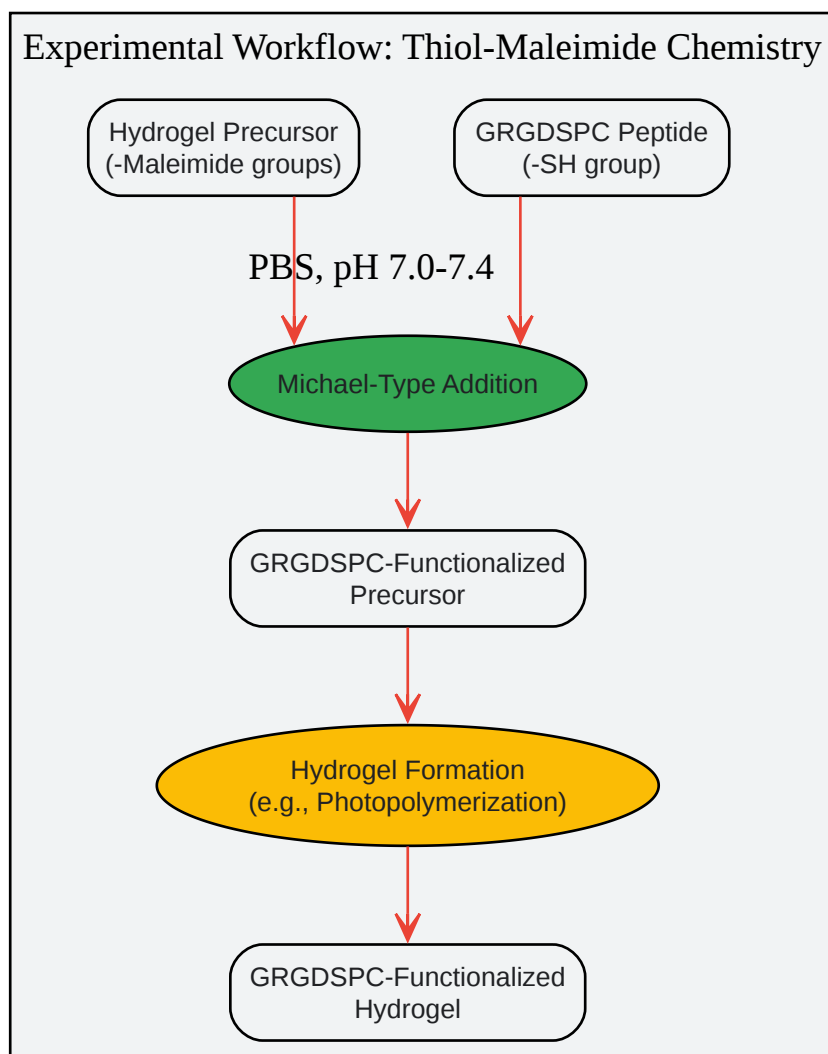 Experimental Workflow: Thiol-Maleimide Chemistry
Hydrogel Precursor
(-Maleimide groups)
GRGDSPC Peptide
(-SH group)
PBS, pH 7.0-7.4
Michael-Type Addition
GRGDSPC-Functionalized
Precursor
Hydrogel Formation
(e.g., Photopolymerization)
GRGDSPC-Functionalized
Hydrogel